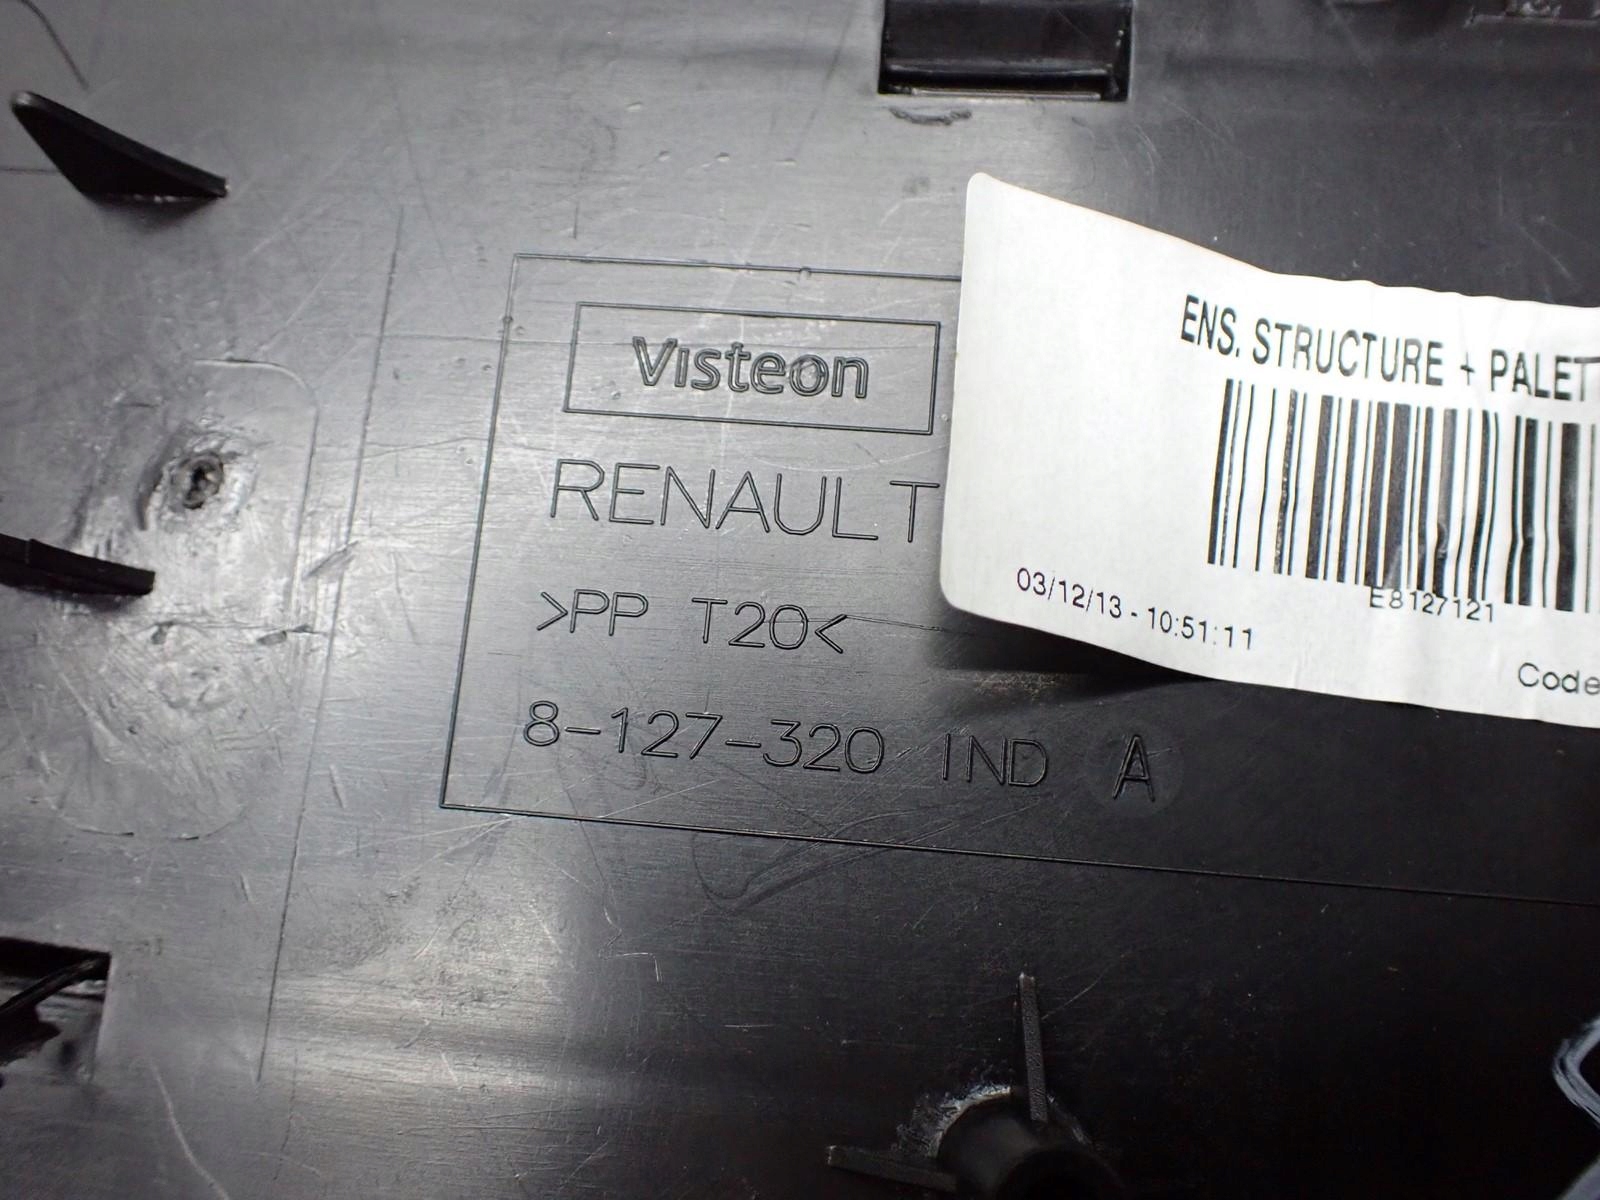 Visteon
RENAULT
>PP T20<
8-127-320 IND A
ENS. STRUCTURE + PALET
E8127121
03/12/13 - 10:51:11
Code